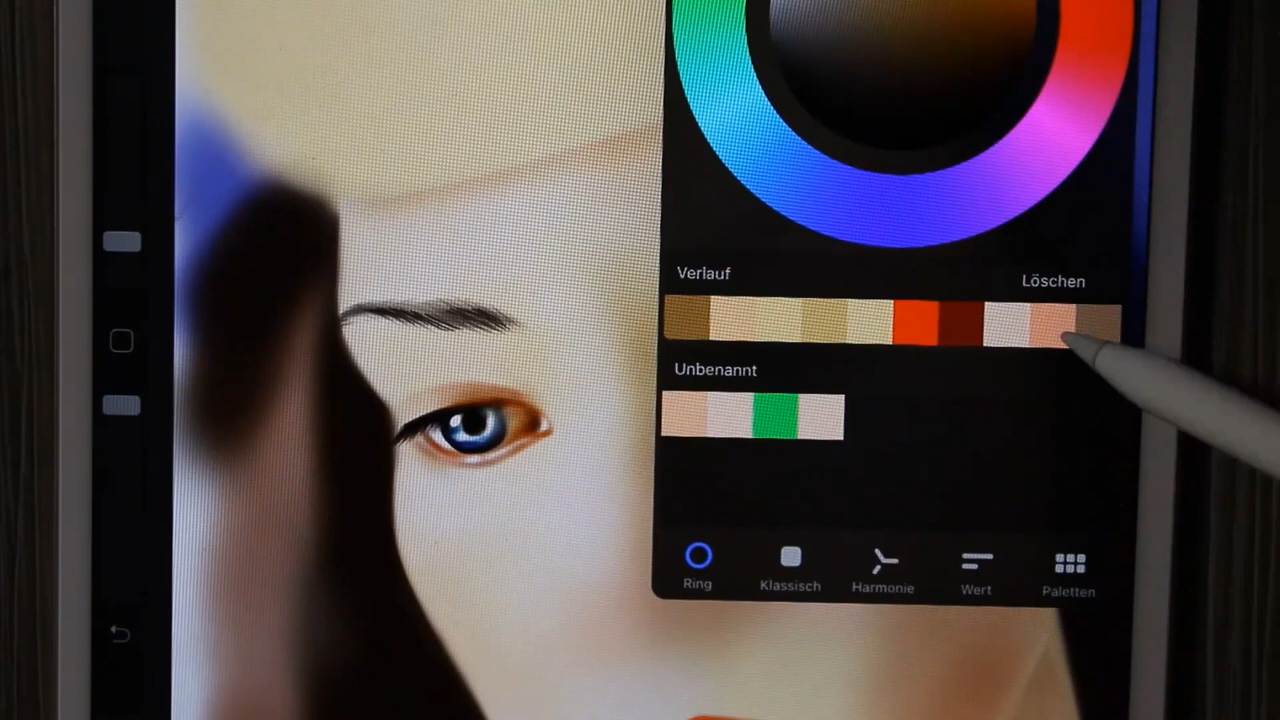 Verlauf
Löschen
Unbenannt
Ring
Klassisch
Harmonie
Wert
Paletten